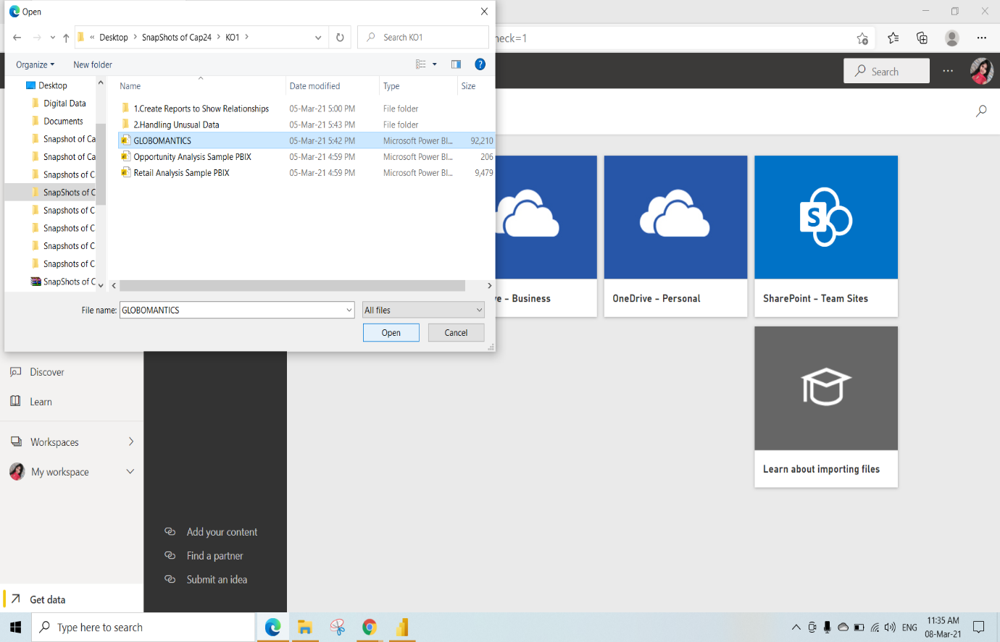 Open
« Desktop > SnapShots of Cap24 > KO1 >
Search KO1
heck=1
Organize
New folder
Search
Name
Date modified
Type
Size
Desktop
Digital Data
Documents
Snapshot of Ca
Snapshot of Ca
Snapshots of C
SnapShots of C
Snapshots of C
Snapshots of C
Snapshots of C
Snapshots of C
SnapShots of C
1.Create Reports to Show Relationships 05-Mar-21 5:00 PM File folder
2.Handling Unusual Data 05-Mar-21 5:43 PM File folder
GLOBOMANTICS 05-Mar-21 5:42 PM Microsoft Power BI... 92,210
Opportunity Analysis Sample PBIX 05-Mar-21 4:59 PM Microsoft Power BI... 206
Retail Analysis Sample PBIX 05-Mar-21 4:59 PM Microsoft Power BI... 9,479
File name: GLOBOMANTICS
All files
Open
Cancel
S
ve – Business
OneDrive – Personal
SharePoint – Team Sites
Learn about importing files
Discover
Learn
Workspaces
My workspace
Add your content
Find a partner
Submit an idea
Get data
Type here to search
ENG
11:35 AM
08-Mar-21